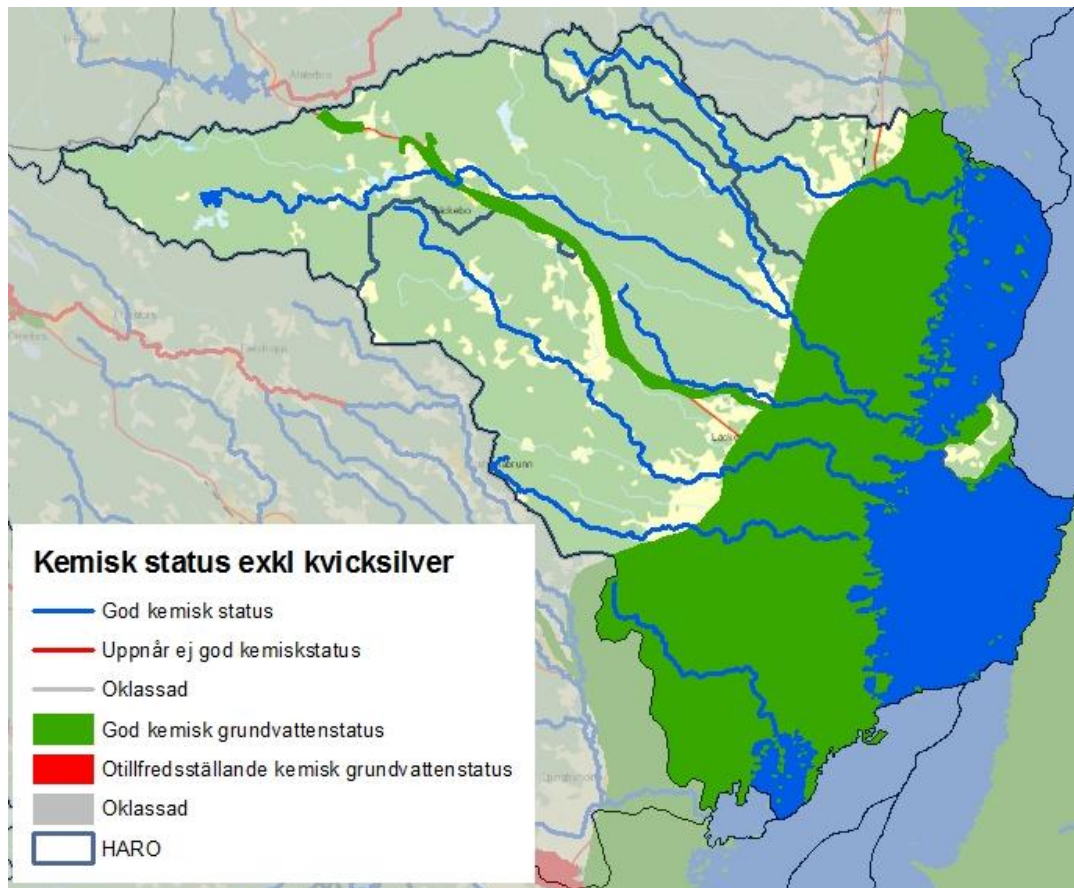 Kemisk status exkl kvicksilver
God kemisk status
Uppnår ej god kemiskstatus
Oklassad
God kemisk grundvattenstatus
Otillfredsställande kemisk grundvattenstatus
Oklassad
HARO